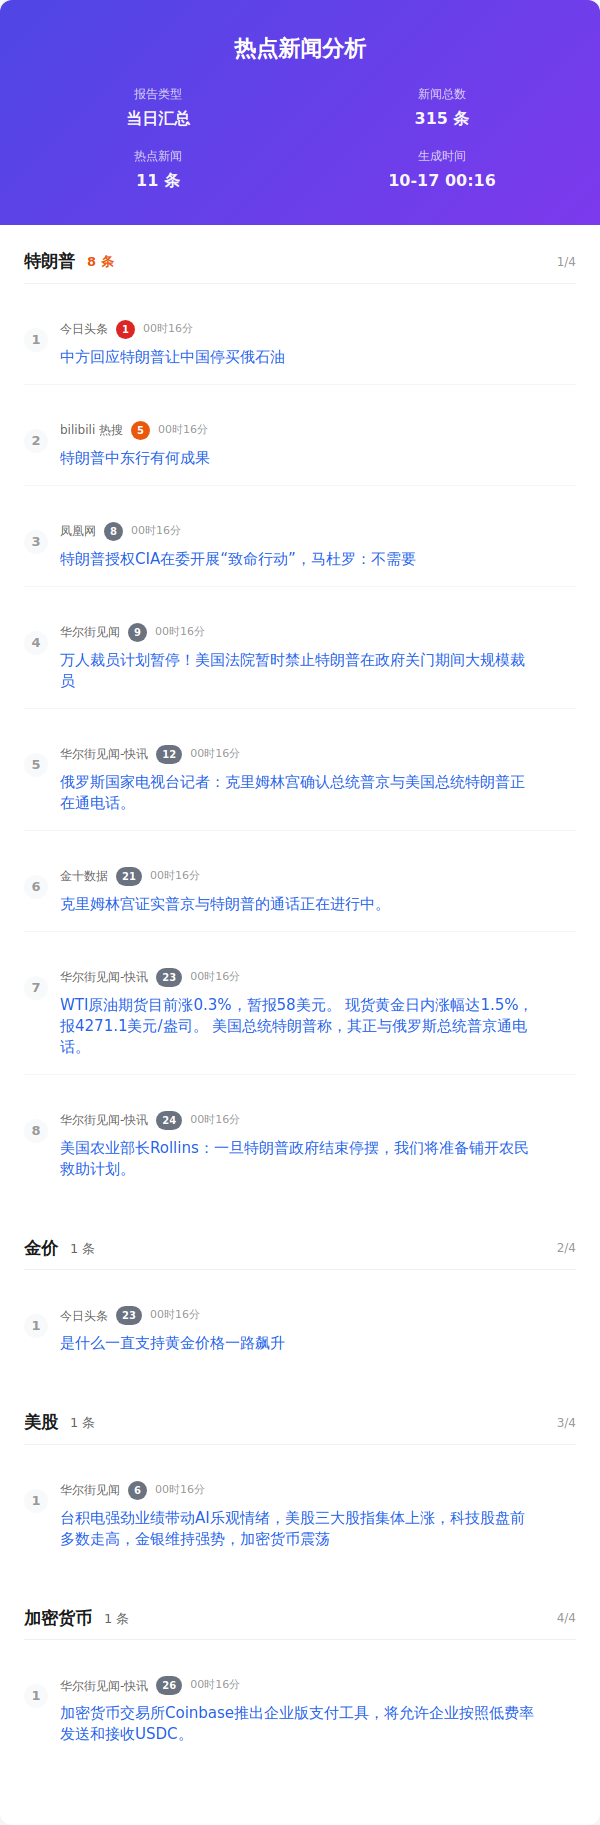 热点新闻分析
报告类型
当日汇总
新闻总数
315 条
热点新闻
11 条
生成时间
10-17 00:16
特朗普 8 条 1/4
1
今日头条 1 00时16分
中方回应特朗普让中国停买俄石油
2
bilibili 热搜 5 00时16分
特朗普中东行有何成果
3
凤凰网 8 00时16分
特朗普授权CIA在委开展“致命行动”，马杜罗：不需要
4
华尔街见闻 9 00时16分
万人裁员计划暂停！美国法院暂时禁止特朗普在政府关门期间大规模裁
员
5
华尔街见闻-快讯 12 00时16分
俄罗斯国家电视台记者：克里姆林宫确认总统普京与美国总统特朗普正
在通电话。
6
金十数据 21 00时16分
克里姆林宫证实普京与特朗普的通话正在进行中。
7
华尔街见闻-快讯 23 00时16分
WTI原油期货日前涨0.3%，暂报58美元。 现货黄金日内涨幅达1.5%，
报4271.1美元/盎司。 美国总统特朗普称，其正与俄罗斯总统普京通电
话。
8
华尔街见闻-快讯 24 00时16分
美国农业部长Rollins：一旦特朗普政府结束停摆，我们将准备铺开农民
救助计划。
金价 1 条 2/4
1
今日头条 23 00时16分
是什么一直支持黄金价格一路飙升
美股 1 条 3/4
1
华尔街见闻 6 00时16分
台积电强劲业绩带动AI乐观情绪，美股三大股指集体上涨，科技股盘前
多数走高，金银维持强势，加密货币震荡
加密货币 1 条 4/4
1
华尔街见闻-快讯 26 00时16分
加密货币交易所Coinbase推出企业版支付工具，将允许企业按照低费率
发送和接收USDC。